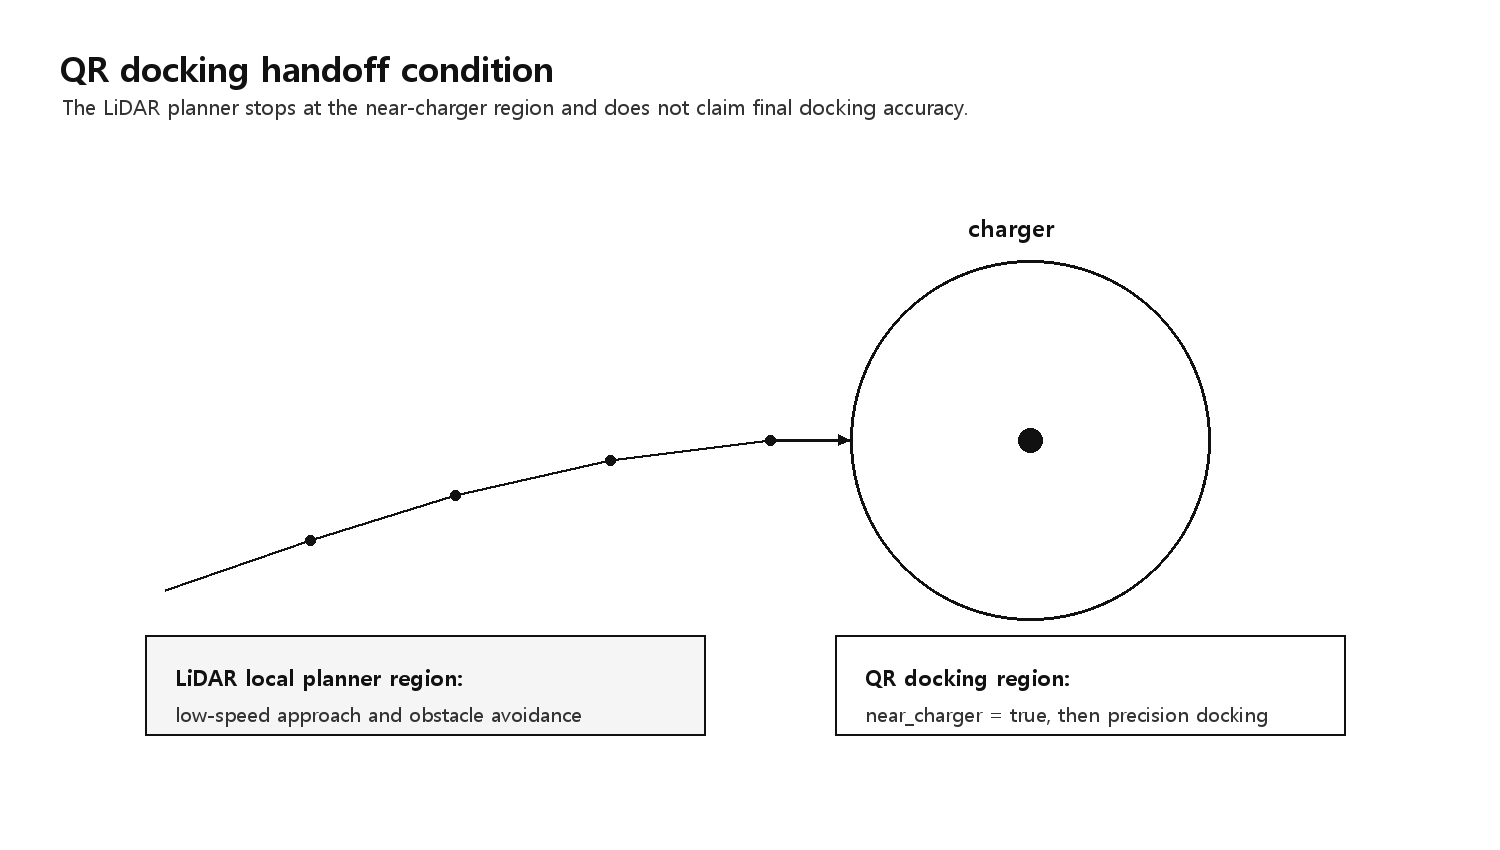 QR docking handoff condition
The LiDAR planner stops at the near-charger region and does not claim final docking accuracy.
charger
LiDAR local planner region:
low-speed approach and obstacle avoidance
QR docking region:
near_charger = true, then precision docking